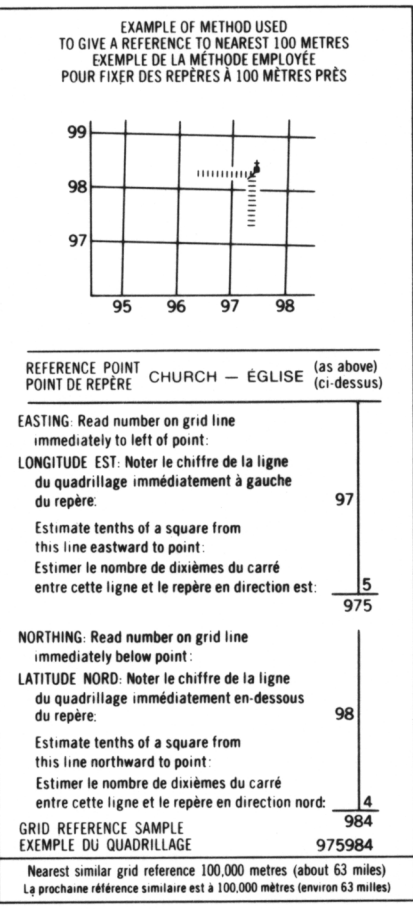 EXAMPLE OF METHOD USED
TO GIVE A REFERENCE TO NEAREST 100 METRES
EXEMPLE DE LA MÉTHODE EMPLOYÉE
POUR FIXER DES REPÈRES À 100 MÈTRES PRÈS
99
98
97
95 96 97 98
REFERENCE POINT
POINT DE REPÈRE
CHURCH — ÉGLISE
(as above)
(ci-dessus)
EASTING: Read number on grid line
immediately to left of point:
LONGITUDE EST: Noter le chiffre de la ligne
du quadrillage immédiatement à gauche
du repère: 97
Estimate tenths of a square from
this line eastward to point:
Estimer le nombre de dixièmes du carré
entre cette ligne et le repère en direction est: 5
975
NORTHING: Read number on grid line
immediately below point:
LATITUDE NORD: Noter le chiffre de la ligne
du quadrillage immédiatement en-dessous
du repère: 98
Estimate tenths of a square from
this line northward to point:
Estimer le nombre de dixièmes du carré
entre cette ligne et le repère en direction nord: 4
984
GRID REFERENCE SAMPLE
EXEMPLE DU QUADRILLAGE 975984
Nearest similar grid reference 100,000 metres (about 63 miles)
La prochaine référence similaire est à 100,000 mètres (environ 63 milles)